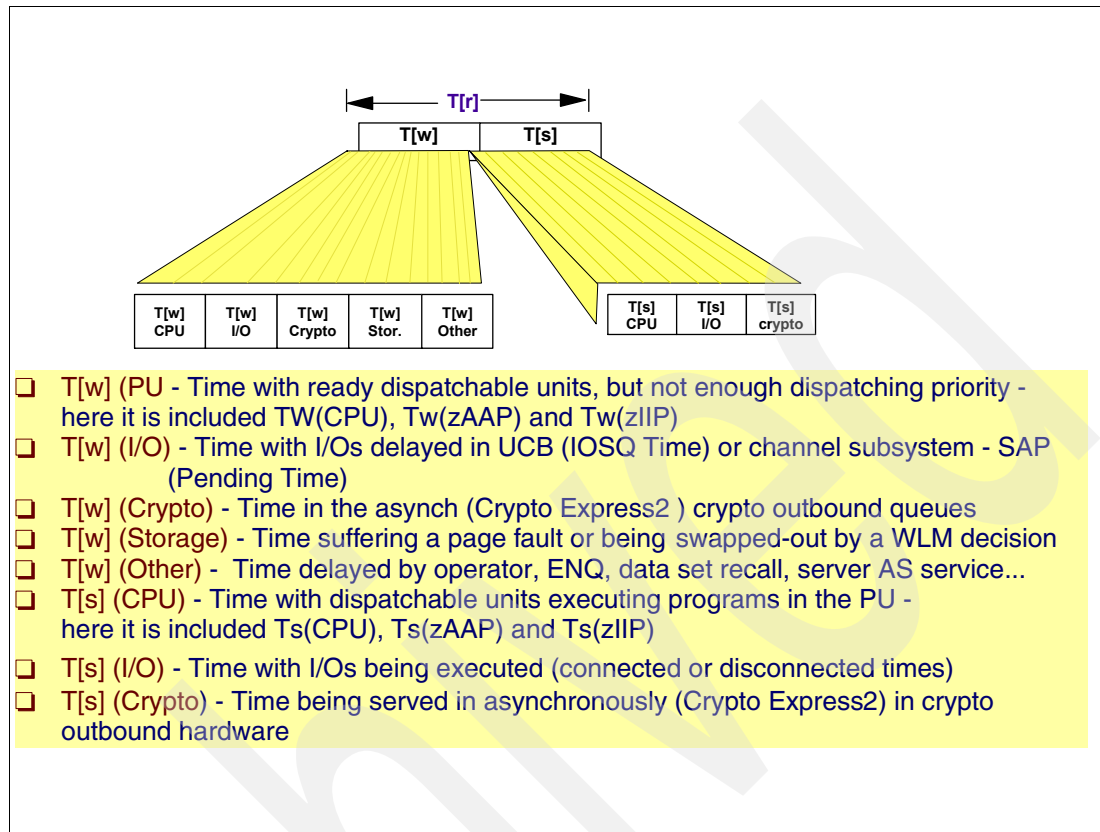 T[r]
T[w] T[s]
T[w] T[w] T[w] T[w] T[w] T[s] T[s] T[s]
CPU I/O Crypto Stor. Other CPU I/O crypto
❏ T[w] (PU - Time with ready dispatchable units, but not enough dispatching priority -
here it is included TW(CPU), Tw(zAAP) and Tw(zIIP)
❏ T[w] (I/O) - Time with I/Os delayed in UCB (IOSQ Time) or channel subsystem - SAP
(Pending Time)
❏ T[w] (Crypto) - Time in the asynch (Crypto Express2 ) crypto outbound queues
❏ T[w] (Storage) - Time suffering a page fault or being swapped-out by a WLM decision
❏ T[w] (Other) - Time delayed by operator, ENQ, data set recall, server AS service...
❏ T[s] (CPU) - Time with dispatchable units executing programs in the PU -
here it is included Ts(CPU), Ts(zAAP) and Ts(zIIP)
❏ T[s] (I/O) - Time with I/Os being executed (connected or disconnected times)
❏ T[s] (Crypto) - Time being served in asynchronously (Crypto Express2) in crypto
outbound hardware